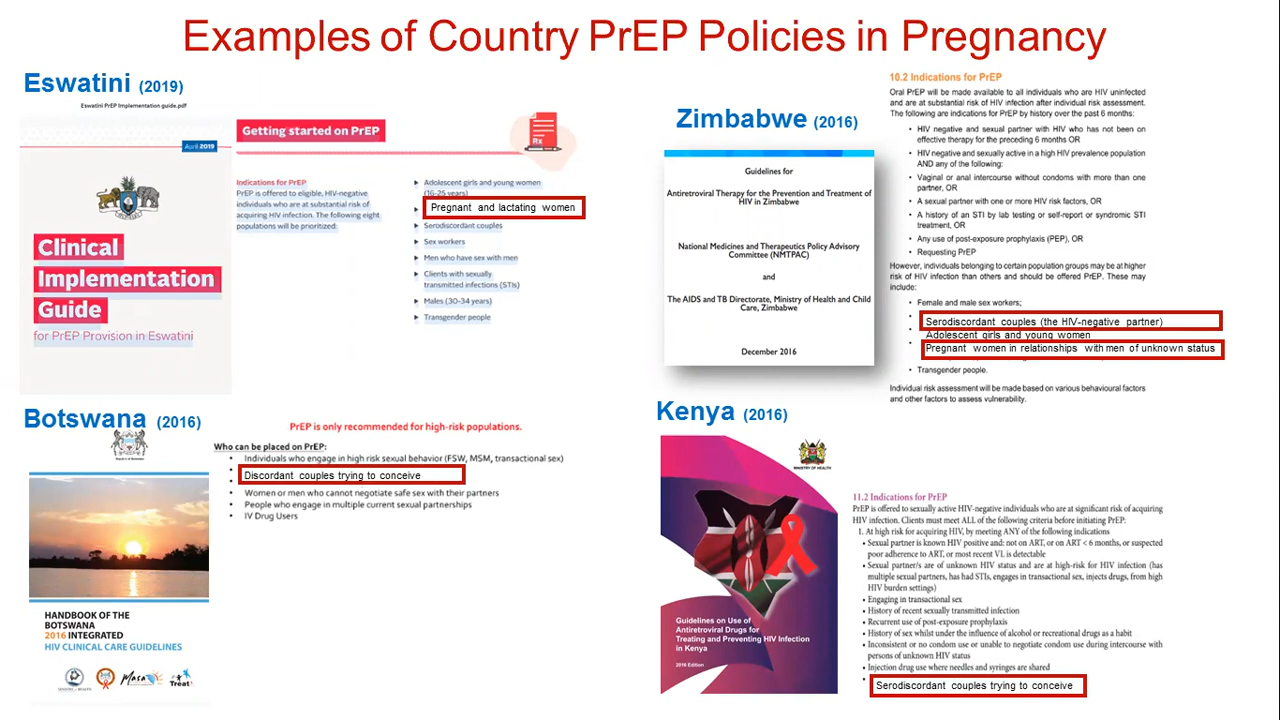 Examples of Country PrEP Policies in Pregnancy
Eswatini (2019)
Eswatini PrEP Implementation guide.pdf
April 2019
Clinical
Implementation
Guide
for PrEP Provision in Eswatini
Getting started on PrEP
Rx
Indications for PrEP
PrEP is offered to eligible, HIV-negative
individuals who are at substantial risk of
acquiring HIV infection. The following eight
populations will be prioritized:
Adolescent girls and young women
(16-25 years)
Pregnant and lactating women
Serodiscordant couples
Sex workers
Men who have sex with men
Clients with sexually
transmitted infections (STIs)
Males (30-34 years)
Transgender people
Zimbabwe (2016)
Guidelines for
Antiretroviral Therapy for the Prevention and Treatment of
HIV in Zimbabwe
National Medicines and Therapeutics Policy Advisory
Committee (NMTPAC)
and
The AIDS and TB Directorate, Ministry of Health and Child
Care, Zimbabwe
December 2016
10.2 Indications for PrEP
Oral PrEP will be made available to all individuals who are HIV uninfected
and are at substantial risk of HIV infection after individual risk assessment.
The following are indications for PrEP by history over the past 6 months:
• HIV negative and sexual partner with HIV who has not been on
effective therapy for the preceding 6 months OR
• HIV negative and sexually active in a high HIV prevalence population
AND any of the following:
• Vaginal or anal intercourse without condoms with more than one
partner, OR
• A sexual partner with one or more HIV risk factors, OR
• A history of an STI by lab testing or self-report or syndromic STI
treatment, OR
• Any use of post-exposure prophylaxis (PEP), OR
• Requesting PrEP
However, individuals belonging to certain population groups may be at higher
risk of HIV infection than others and should be offered PrEP. These may
include:
• Female and male sex workers;
• Serodiscordant couples (the HIV-negative partner)
Adolescent girls and young women
• Pregnant women in relationships with men of unknown status
• Transgender people.
Individual risk assessment will be made based on various behavioural factors
and other factors to assess vulnerability.
Botswana (2016)
HANDBOOK OF THE
BOTSWANA
2016 INTEGRATED
HIV CLINICAL CARE GUIDELINES
Masa
Treat
PrEP is only recommended for high-risk populations.
Who can be placed on PrEP:
• Individuals who engage in high risk sexual behavior (FSW, MSM, transactional sex)
• Discordant couples trying to conceive
• Women or men who cannot negotiate safe sex with their partners
• People who engage in multiple current sexual partnerships
• IV Drug Users
Kenya (2016)
MINISTRY OF HEALTH
Guidelines on Use of
Antiretroviral Drugs for
Treating and Preventing HIV Infection
in Kenya
2016 Edition
11.2 Indications for PrEP
PrEP is offered to sexually active HIV-negative individuals who are at significant risk of acquiring
HIV infection. Clients must meet ALL of the following criteria before initiating PrEP:
1. At high risk for acquiring HIV, by meeting ANY of the following indications
• Sexual partner is known HIV positive and: not on ART, or on ART < 6 months, or suspected
poor adherence to ART, or most recent VL is detectable
• Sexual partner/s are of unknown HIV status and are at high-risk for HIV infection (has
multiple sexual partners, has had STIs, engages in transactional sex, injects drugs, from high
HIV burden settings)
• Engaging in transactional sex
• History of recent sexually transmitted infection
• Recurrent use of post-exposure prophylaxis
• History of sex whilst under the influence of alcohol or recreational drugs as a habit
• Inconsistent or no condom use or unable to negotiate condom use during intercourse with
persons of unknown HIV status
• Injection drug use where needles and syringes are shared
• Serodiscordant couples trying to conceive